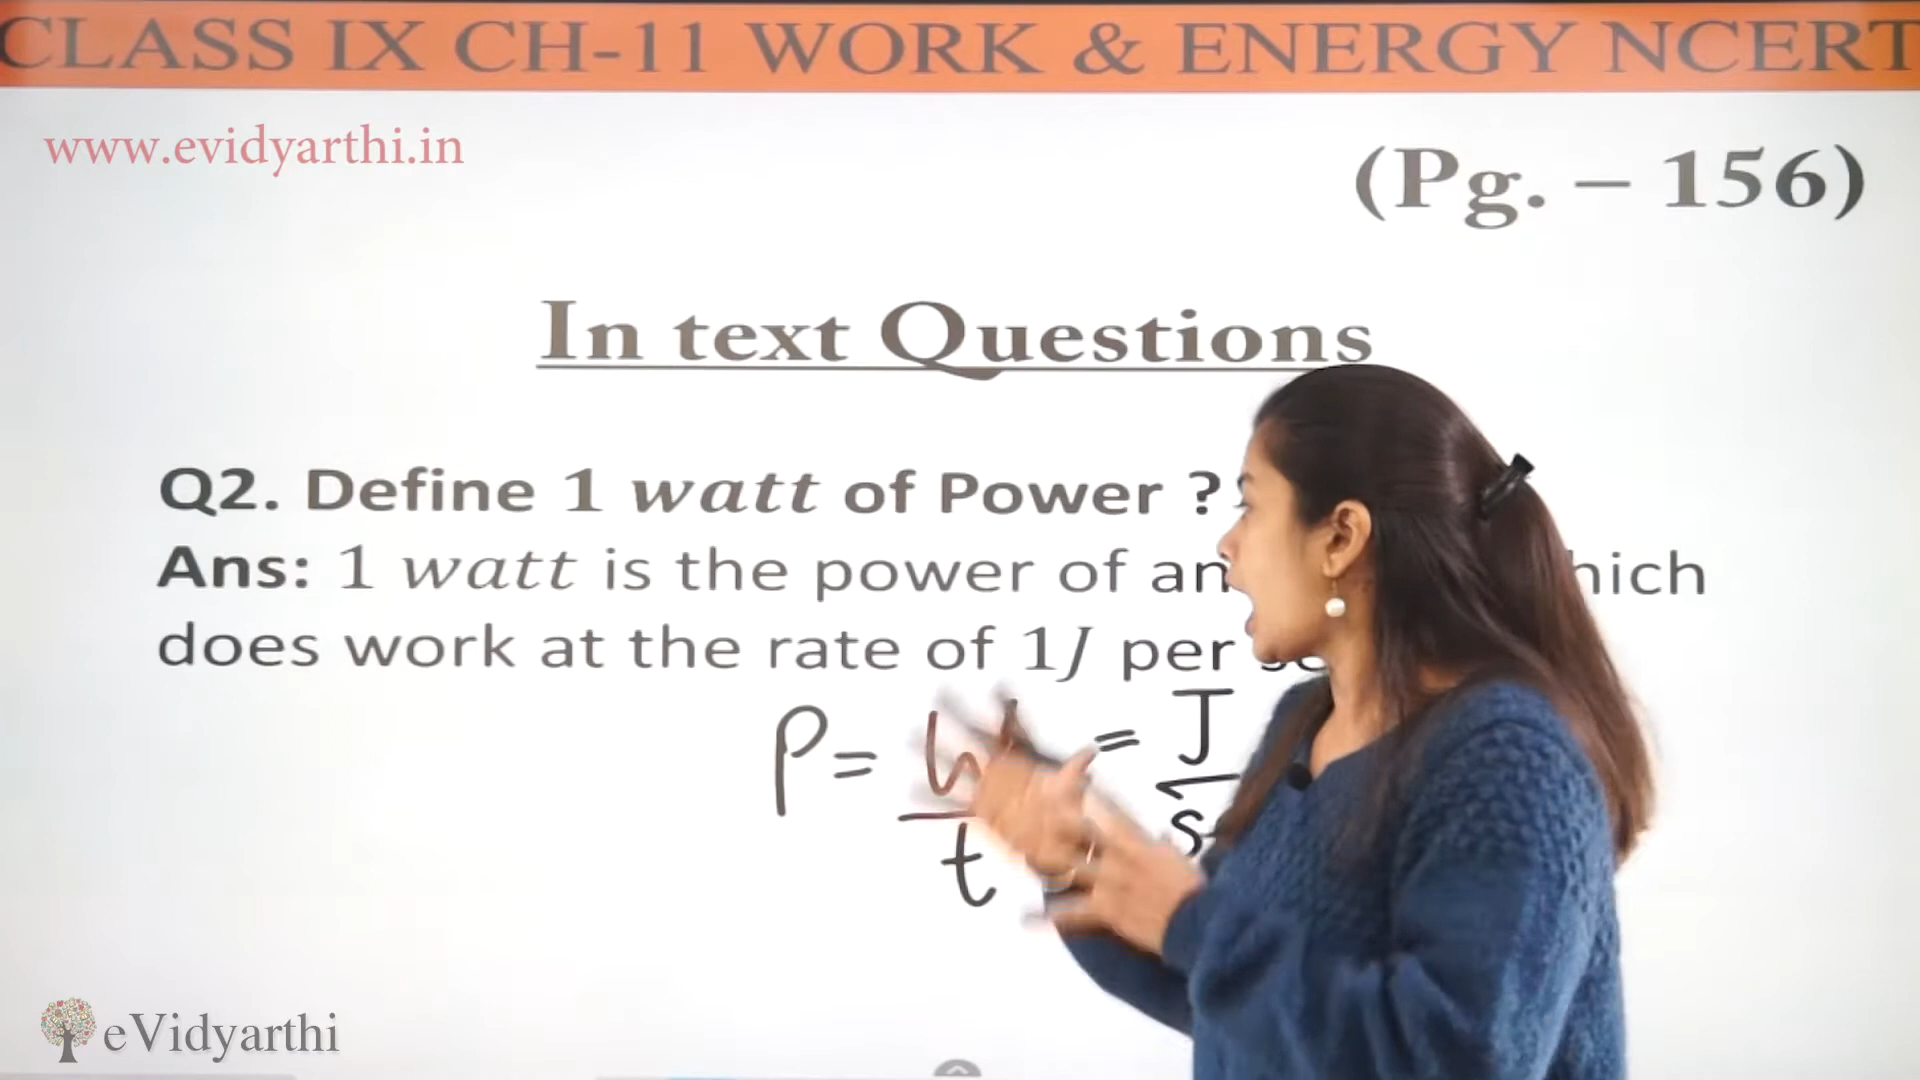 CLASS IX CH-11 WORK & ENERGY NCERT
www.evidyarthi.in
(Pg. – 156)
In text Questions
Q2. Define 1 watt of Power ?
Ans: 1 watt is the power of an
does work at the rate of 1J per
P = = J
t s
eVidyarthi